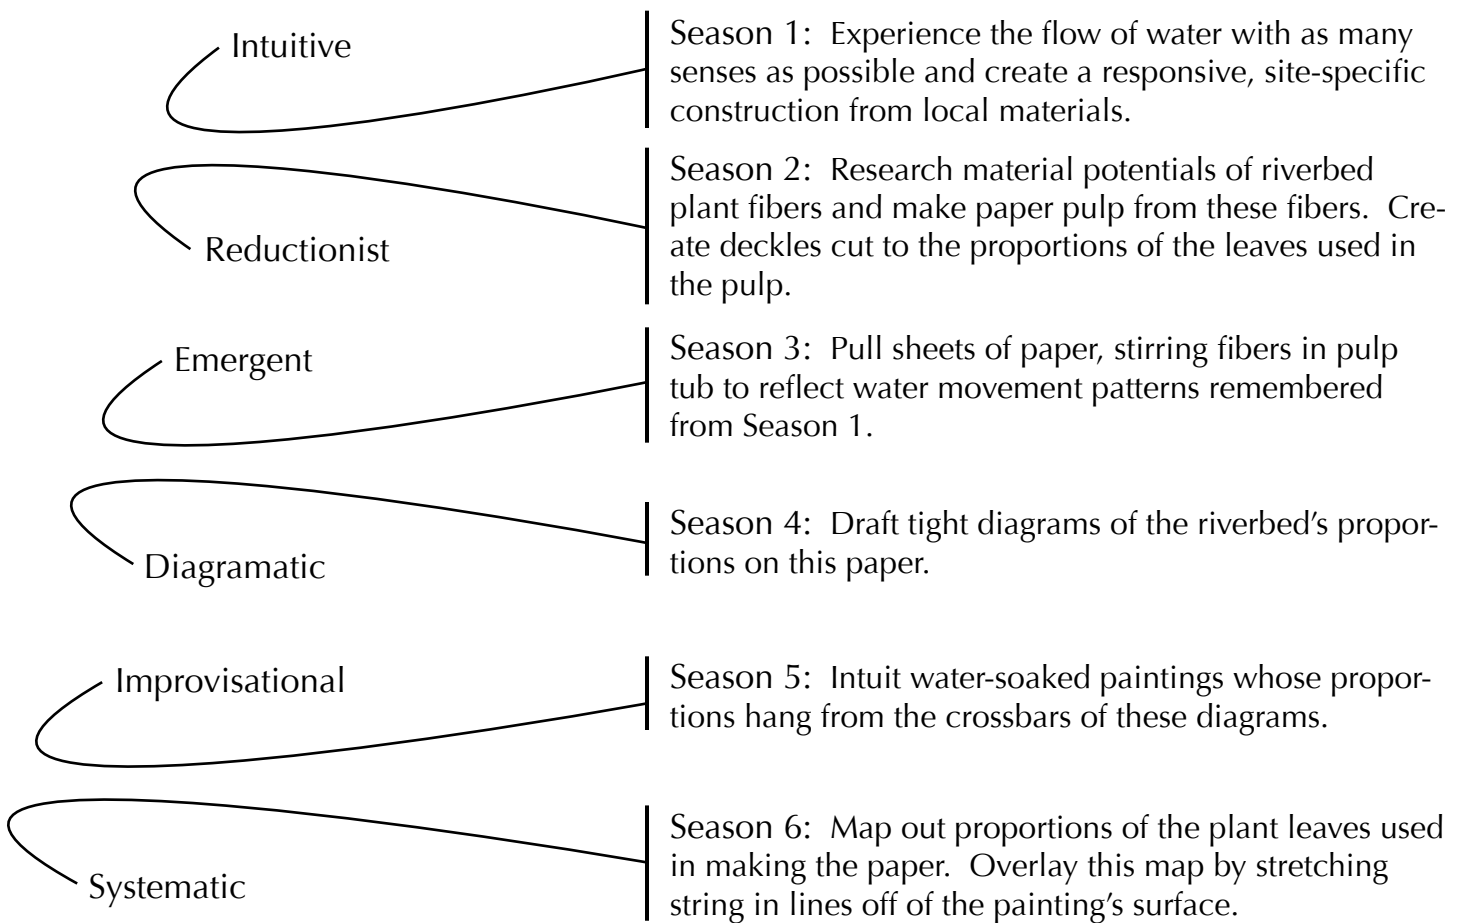 Intuitive
Season 1:  Experience the flow of water with as many
senses as possible and create a responsive, site-specific
construction from local materials.
Reductionist
Season 2:  Research material potentials of riverbed
plant fibers and make paper pulp from these fibers.  Cre-
ate deckles cut to the proportions of the leaves used in
the pulp.
Emergent
Season 3:  Pull sheets of paper, stirring fibers in pulp
tub to reflect water movement patterns remembered
from Season 1.
Diagramatic
Season 4:  Draft tight diagrams of the riverbed's propor-
tions on this paper.
Improvisational
Season 5:  Intuit water-soaked paintings whose propor-
tions hang from the crossbars of these diagrams.
Systematic
Season 6:  Map out proportions of the plant leaves used
in making the paper.  Overlay this map by stretching
string in lines off of the painting's surface.